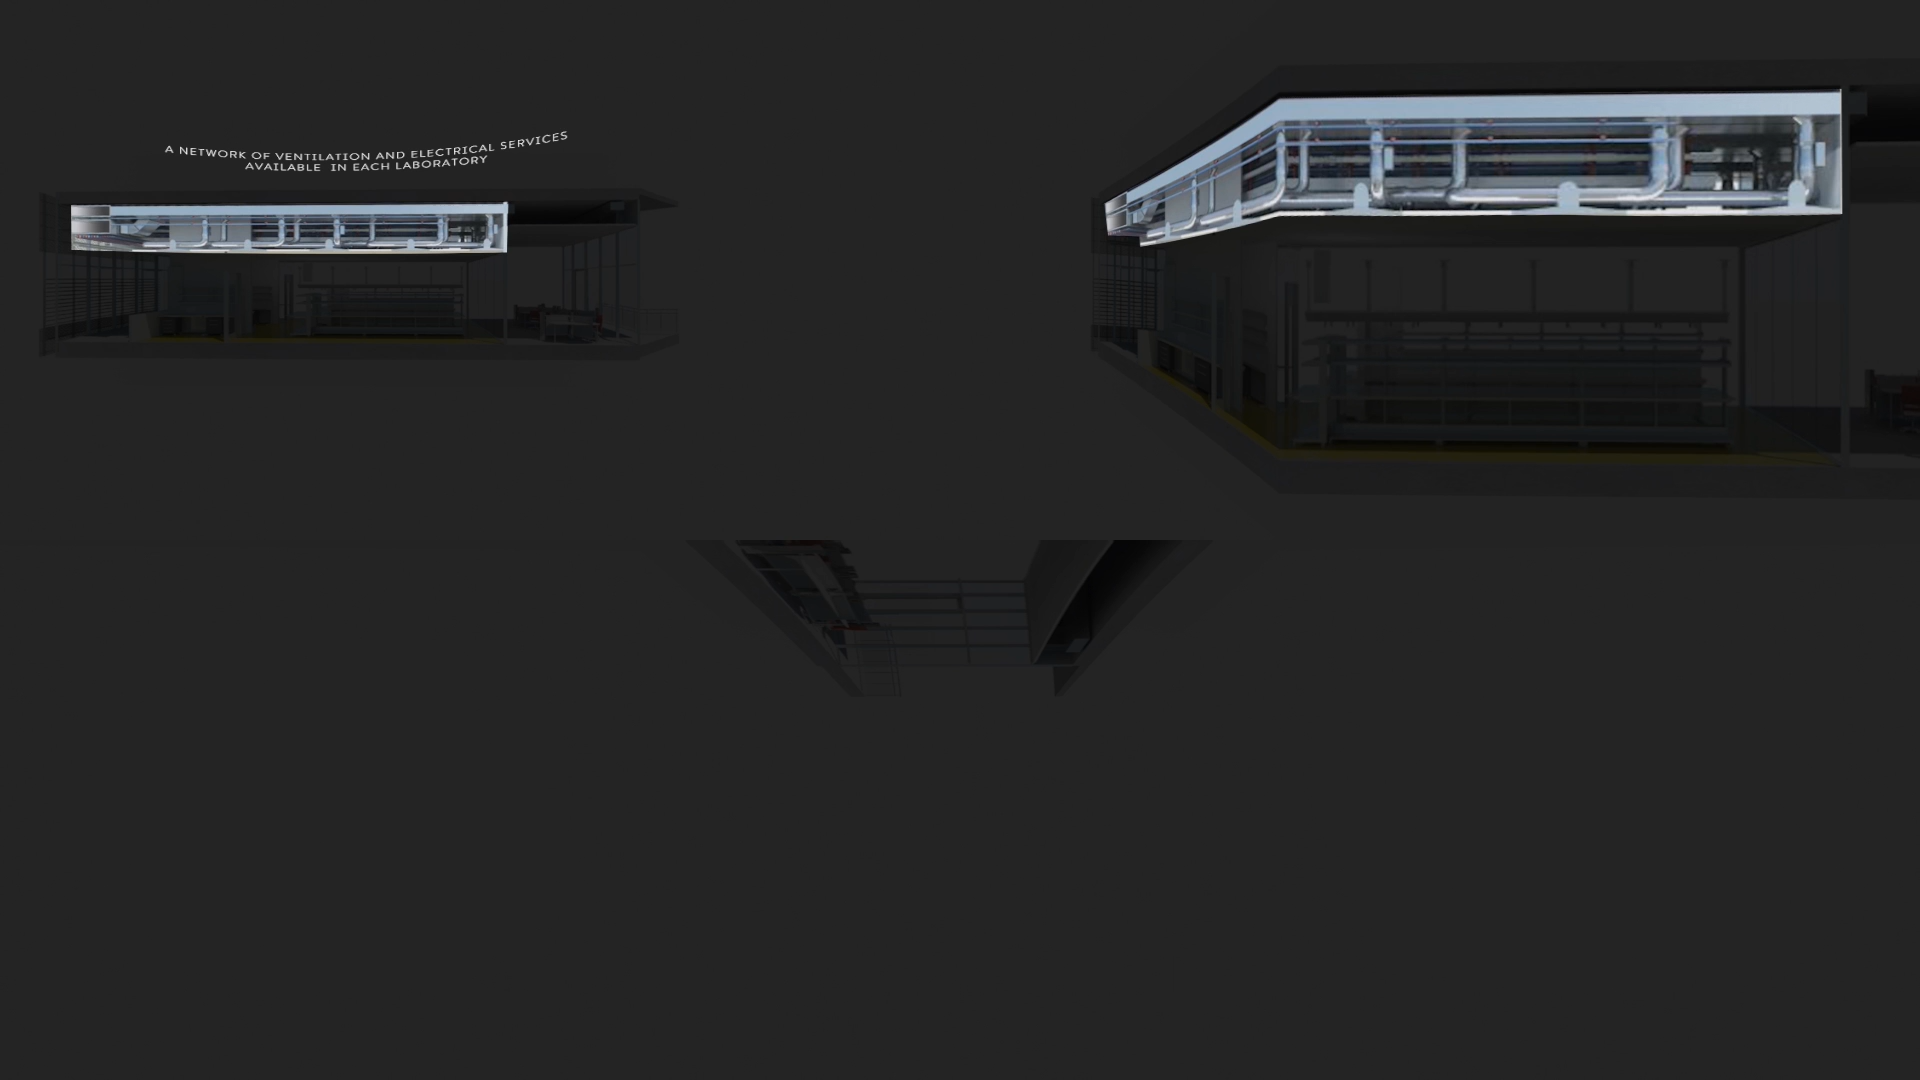 A NETWORK OF VENTILATION AND ELECTRICAL SERVICES
AVAILABLE IN EACH LABORATORY